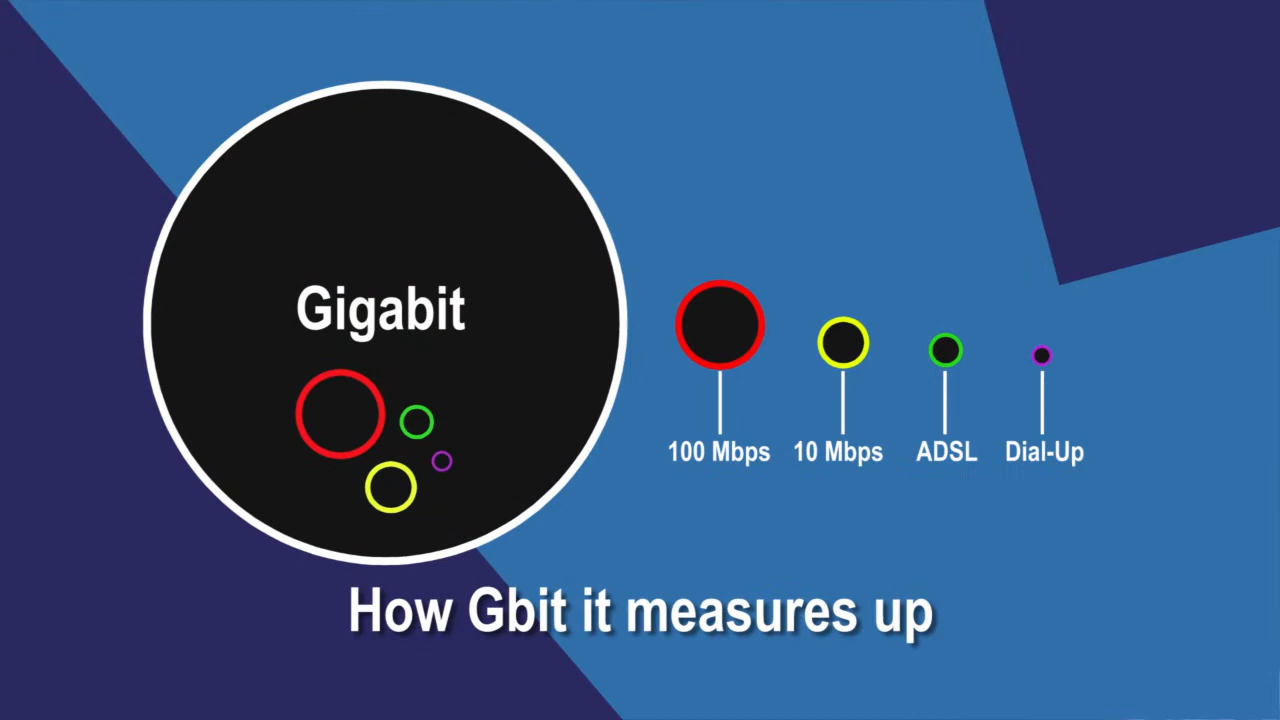 Gigabit
100 Mbps
10 Mbps
ADSL
Dial-Up
How Gbit it measures up